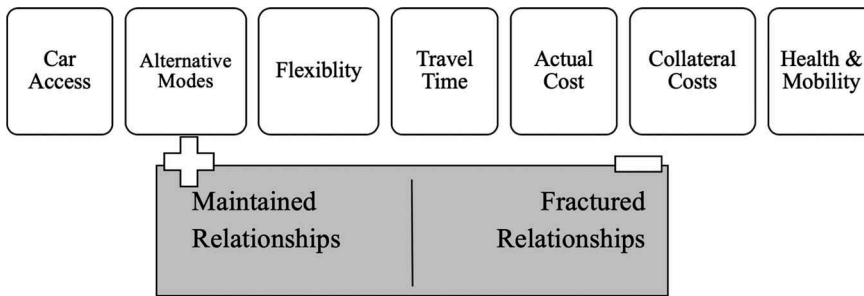 Car
Access
Alternative
Modes
Flexiblity
Travel
Time
Actual
Cost
Collateral
Costs
Health &
Mobility
Maintained
Relationships
Fractured
Relationships